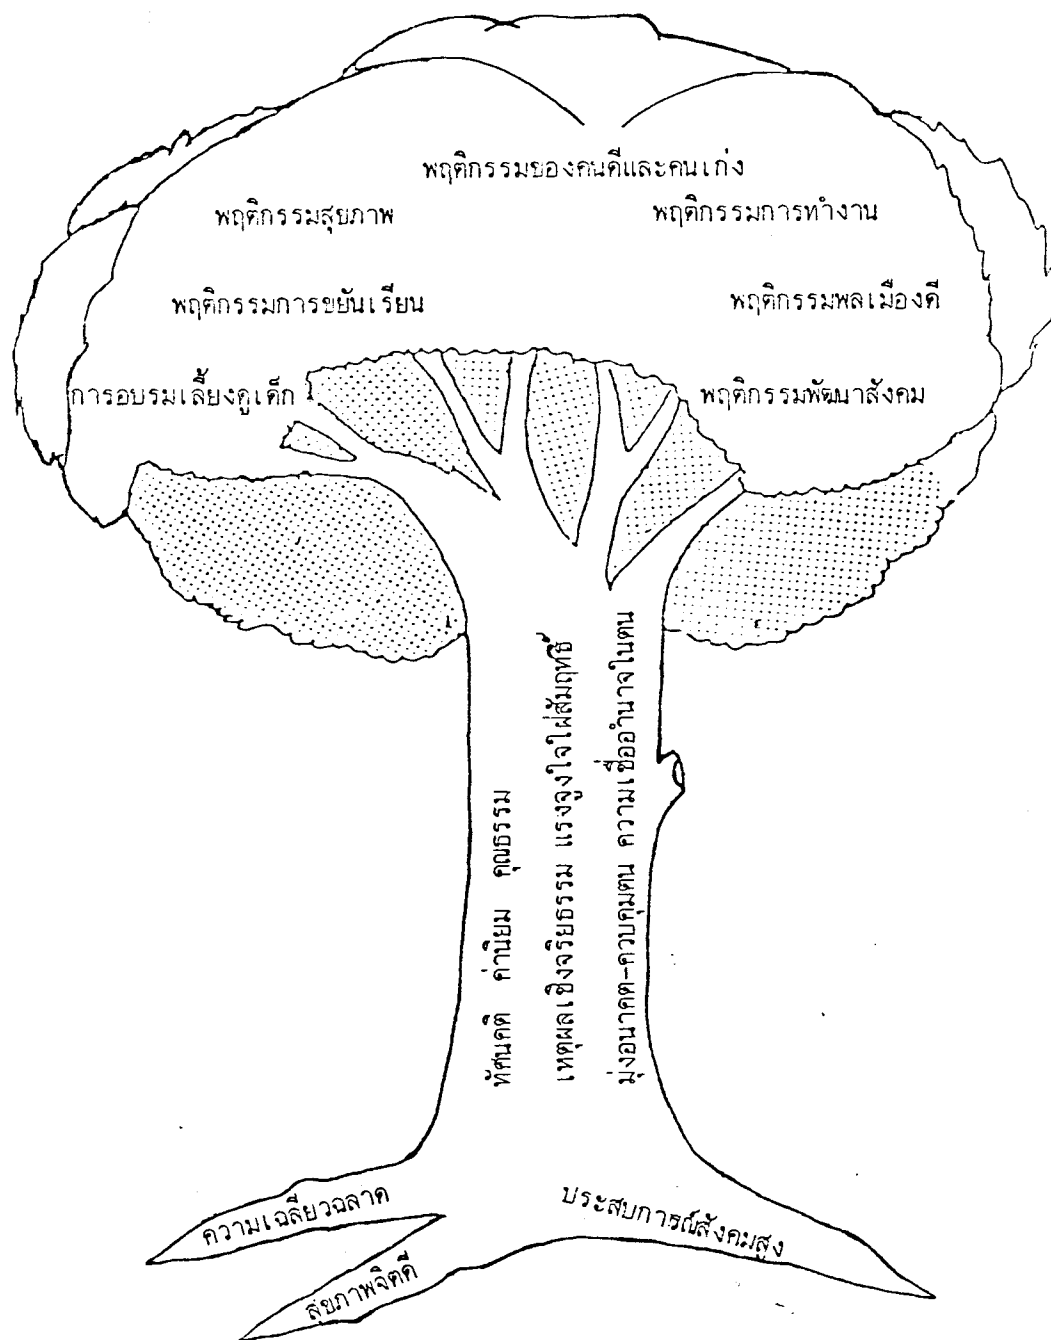 พฤติกรรมของคนดีและคนเก่ง
พฤติกรรมสุขภาพ
พฤติกรรมการทำงาน
พฤติกรรมการขยันเรียน
พฤติกรรมพลเมืองดี
การอบรมเลี้ยงดูเด็ก
พฤติกรรมพัฒนาสังคม
ทัศนคติ ค่านิยม คุณธรรม
เหตุผลเชิงจริยธรรม แรงจูงใจใฝ่สัมฤทธิ์
มุ่งอนาคต-ควบคุมตน ความเชื่ออำนาจในตน
ความเฉลียวฉลาด
ประสบการณ์สังคมสูง
สุขภาพจิตดี